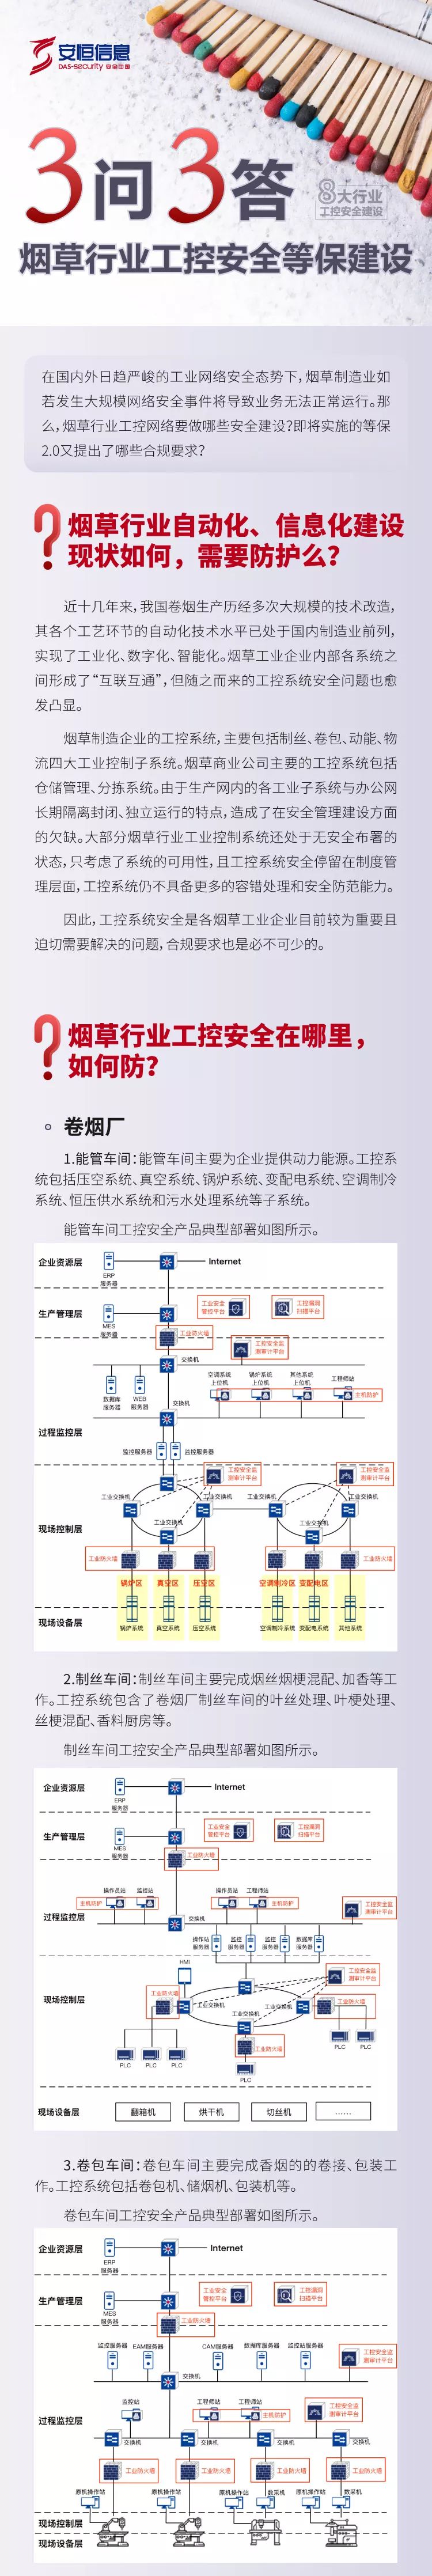 安恒信息
DAS-security 安全中国
3问3答
8大行业
工控安全建设
烟草行业工控安全等保建设
在国内外日趋严峻的工业网络安全态势下,烟草制造业如
若发生大规模网络安全事件将导致业务无法正常运行。那
么,烟草行业工控网络要做哪些安全建设?即将实施的等保
2.0又提出了哪些合规要求?
烟草行业自动化、信息化建设
现状如何，需要防护么?
近十几年来,我国卷烟生产历经多次大规模的技术改造,
其各个工艺环节的自动化技术水平已处于国内制造业前列,
实现了工业化、数字化、智能化。烟草工业企业内部各系统之
间形成了“互联互通”,但随之而来的工控系统安全问题也愈
发凸显。
烟草制造企业的工控系统,主要包括制丝、卷包、动能、物
流四大工业控制子系统。烟草商业公司主要的工控系统包括
仓储管理、分拣系统。由于生产网内的各工业子系统与办公网
长期隔离封闭、独立运行的特点,造成了在安全管理建设方面
的欠缺。大部分烟草行业工业控制系统还处于无安全布署的
状态,只考虑了系统的可用性,且工控系统安全停留在制度管
理层面,工控系统仍不具备更多的容错处理和安全防范能力。
因此,工控系统安全是各烟草工业企业目前较为重要且
迫切需要解决的问题,合规要求也是必不可少的。
烟草行业工控安全在哪里，
如何防?
卷烟厂
1.能管车间:能管车间主要为企业提供动力能源。工控系
统包括压空系统、真空系统、锅炉系统、变配电系统、空调制冷
系统、恒压供水系统和污水处理系统等子系统。
能管车间工控安全产品典型部署如图所示。
企业资源层
ERP
服务器
Internet
生产管理层
MES
服务器
工业安全
管控平台
工控漏洞
扫描平台
工业防火墙
工控安全监
测审计平台
交换机
数据库
服务器
WEB
服务器
空调系统
上位机
锅炉系统
上位机
其他系统
上位机
工程师站
主机防护
交换机
过程监控层
监控服务器
监控服务器
工控安全监
测审计平台
工控安全监
测审计平台
工业交换机
工业交换机
工业交换机
工业交换机
工业交换机
工业交换机
现场控制层
工业防火墙
工业防火墙
锅炉区
真空区
压空区
空调制冷区
变配电区
现场设备层
锅炉系统
真空系统
压空系统
空调制冷系统
变配电系统
其他系统
2.制丝车间:制丝车间主要完成烟丝烟梗混配、加香等工
作。工控系统包含了卷烟厂制丝车间的叶丝处理、叶梗处理、
丝梗混配、香料厨房等。
制丝车间工控安全产品典型部署如图所示。
企业资源层
ERP
服务器
Internet
生产管理层
MES
服务器
工业安全
管控平台
工控漏洞
扫描平台
工业防火墙
操作员站
监控站
主机防护
操作员站
工程师站
主机防护
工控安全监
测审计平台
过程监控层
交换机
操作站
服务器
监控
服务器
监控
服务器
数据库
服务器
HMI
工控安全监
测审计平台
现场控制层
工业防火墙
工业交换机
工业交换机
工业交换机
工业防火墙
工业防火墙
PLC
PLC
PLC
PLC
PLC
PLC
现场设备层
翻箱机
烘干机
切丝机
......
3.卷包车间:卷包车间主要完成香烟的的卷接、包装工
作。工控系统包括卷包机、储烟机、包装机等。
卷包车间工控安全产品典型部署如图所示。
企业资源层
ERP
服务器
Internet
生产管理层
MES
服务器
工业安全
管控平台
工控漏洞
扫描平台
工业防火墙
监控服务器
EAM服务器
CAM服务器
数据库服务器
监控站服务器
工控安全监
测审计平台
交换机
监控站
工程师站
工程师站
主机防护
工控安全监
测审计平台
过程监控层
交换机
交换机
交换机
交换机
工业防火墙
工业防火墙
工业防火墙
工业防火墙
原机操作站
原机操作站
原机操作站
数采机
原机操作站
数采机
现场控制层
现场设备层